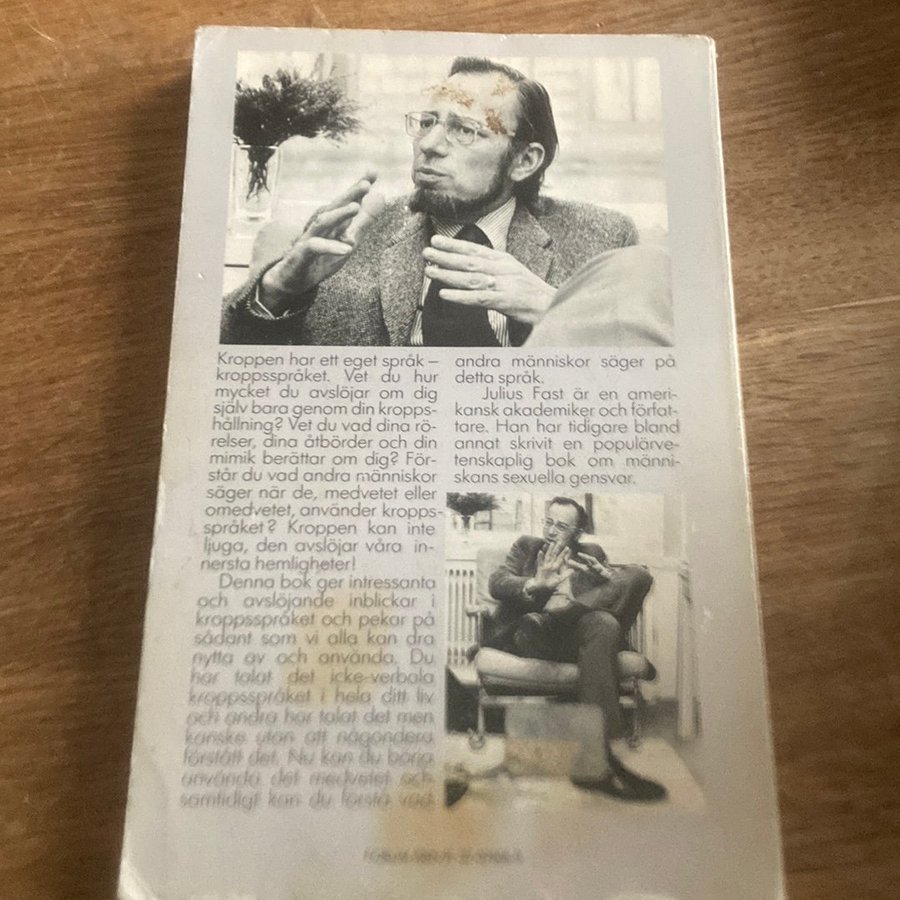 Kroppen har ett eget språk –
kroppsspråket. Vet du hur
mycket du avslöjar om dig
själv bara genom din kropps-
hållning? Vet du vad dina rö-
relser, dina åtbörder och din
mimik berättar om dig? För-
står du vad andra människor
säger när de, medvetet eller
omedvetet, använder kropps-
språket? Kroppen kan inte
ljuga, den avslöjar våra in-
nersta hemligheter!
Denna bok ger intressanta
och avslöjande inblickar i
kroppsspråket och pekar på
sådant som vi alla kan dra
nytta av och använda. Du
har talat det icke-verbala
kroppsspråket i hela ditt liv
och andra har talat det men
kanske utan att någondera
förstått det. Nu kan du börja
använda det medvetet och
samtidigt kan du förstå vad
andra människor säger på
detta språk.
Julius Fast är en ameri-
kansk akademiker och förfat-
tare. Han har tidigare bland
annat skrivit en populärve-
tenskaplig bok om männi-
skans sexuella gensvar.